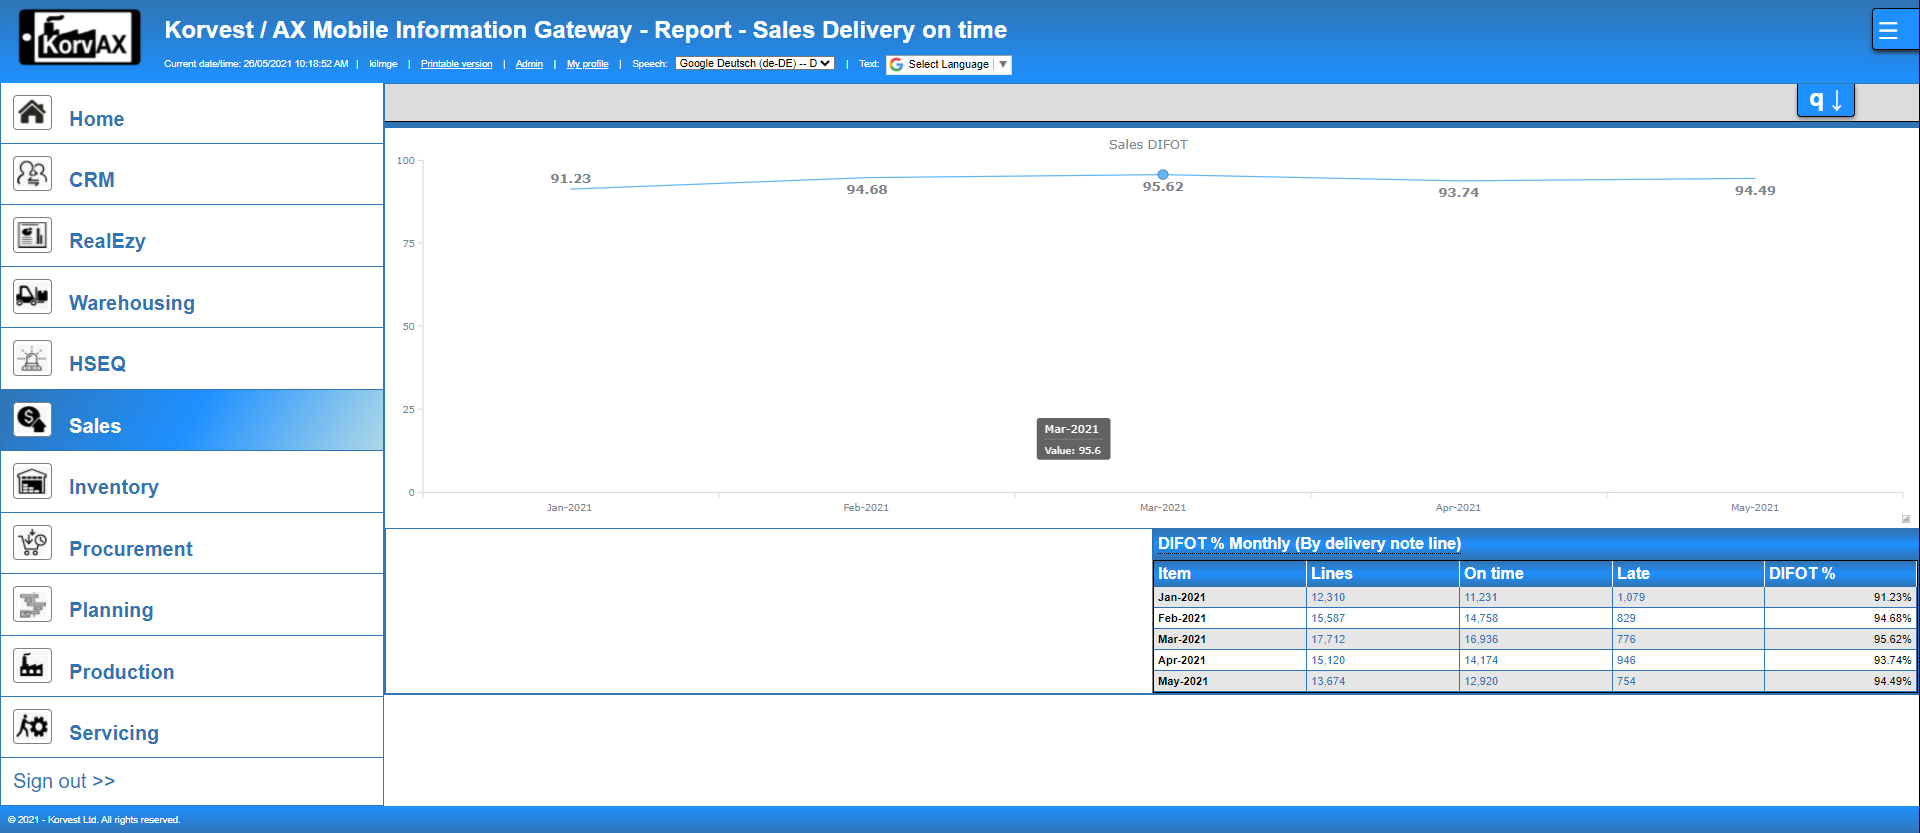 KorvAX
Korvest / AX Mobile Information Gateway - Report - Sales Delivery on time
Current date/time: 26/05/2021 10:18:52 AM | kilmge | Printable version | Admin | My profile | Speech: Google Deutsch (de-DE) -- D | Text: G Select Language ▼
☰
q ↓
Home
CRM
RealEzy
Warehousing
HSEQ
Sales
Inventory
Procurement
Planning
Production
Servicing
Sign out >>
Sales DIFOT
100
75
50
25
0
91.23
94.68
95.62
93.74
94.49
Mar-2021
Value: 95.6
Jan-2021 Feb-2021 Mar-2021 Apr-2021 May-2021
DIFOT % Monthly (By delivery note line)
Item Lines On time Late DIFOT %
Jan-2021 12,310 11,231 1,079 91.23%
Feb-2021 15,587 14,758 829 94.68%
Mar-2021 17,712 16,936 776 95.62%
Apr-2021 15,120 14,174 946 93.74%
May-2021 13,674 12,920 754 94.49%
© 2021 - Korvest Ltd. All rights reserved.